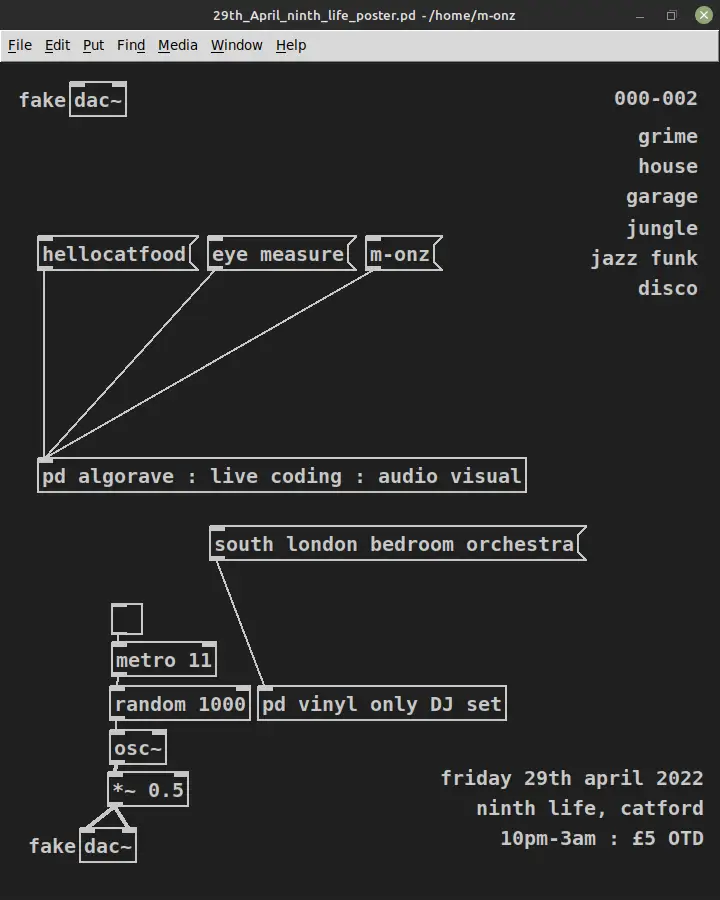 29th_April_ninth_life_poster.pd - /home/m-onz
File Edit Put Find Media Window Help
fake dac~
000-002
grime
house
garage
jungle
jazz funk
disco
hellocatfood eye measure m-onz
pd algorave : live coding : audio visual
south london bedroom orchestra
metro 11
random 1000 pd vinyl only DJ set
osc~
*~ 0.5
fake dac~
friday 29th april 2022
ninth life, catford
10pm-3am : £5 OTD